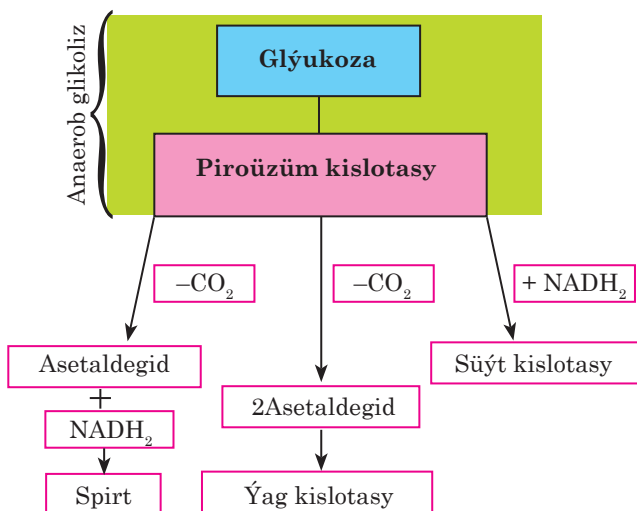 Anaerob glikoliz
Glýukoza
Piroüzüm kislotasy
–CO₂
–CO₂
+ NADH₂
Asetaldegid
+
NADH₂
Spirt
2Asetaldegid
Ýag kislotasy
Süýt kislotasy